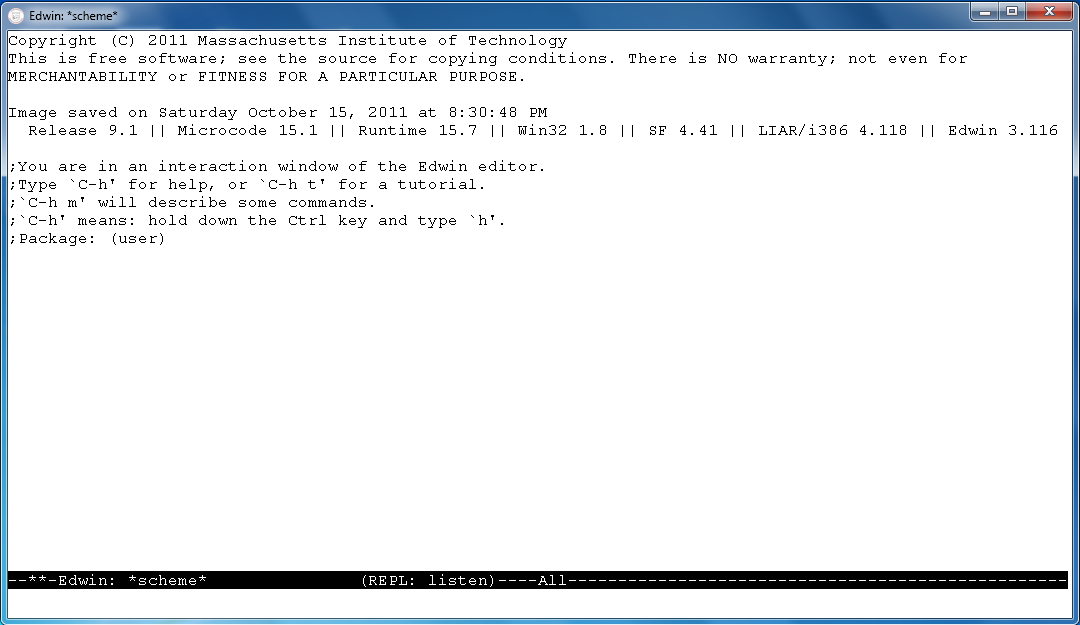 Edwin: *scheme*
Copyright (C) 2011 Massachusetts Institute of Technology
This is free software; see the source for copying conditions. There is NO warranty; not even for
MERCHANTABILITY or FITNESS FOR A PARTICULAR PURPOSE.
Image saved on Saturday October 15, 2011 at 8:30:48 PM
  Release 9.1 || Microcode 15.1 || Runtime 15.7 || Win32 1.8 || SF 4.41 || LIAR/i386 4.118 || Edwin 3.116
;You are in an interaction window of the Edwin editor.
;Type `C-h' for help, or `C-h t' for a tutorial.
;`C-h m' will describe some commands.
;`C-h' means: hold down the Ctrl key and type `h'.
;Package: (user)
--**-Edwin: *scheme*               (REPL: listen)----All--------------------------------------------------